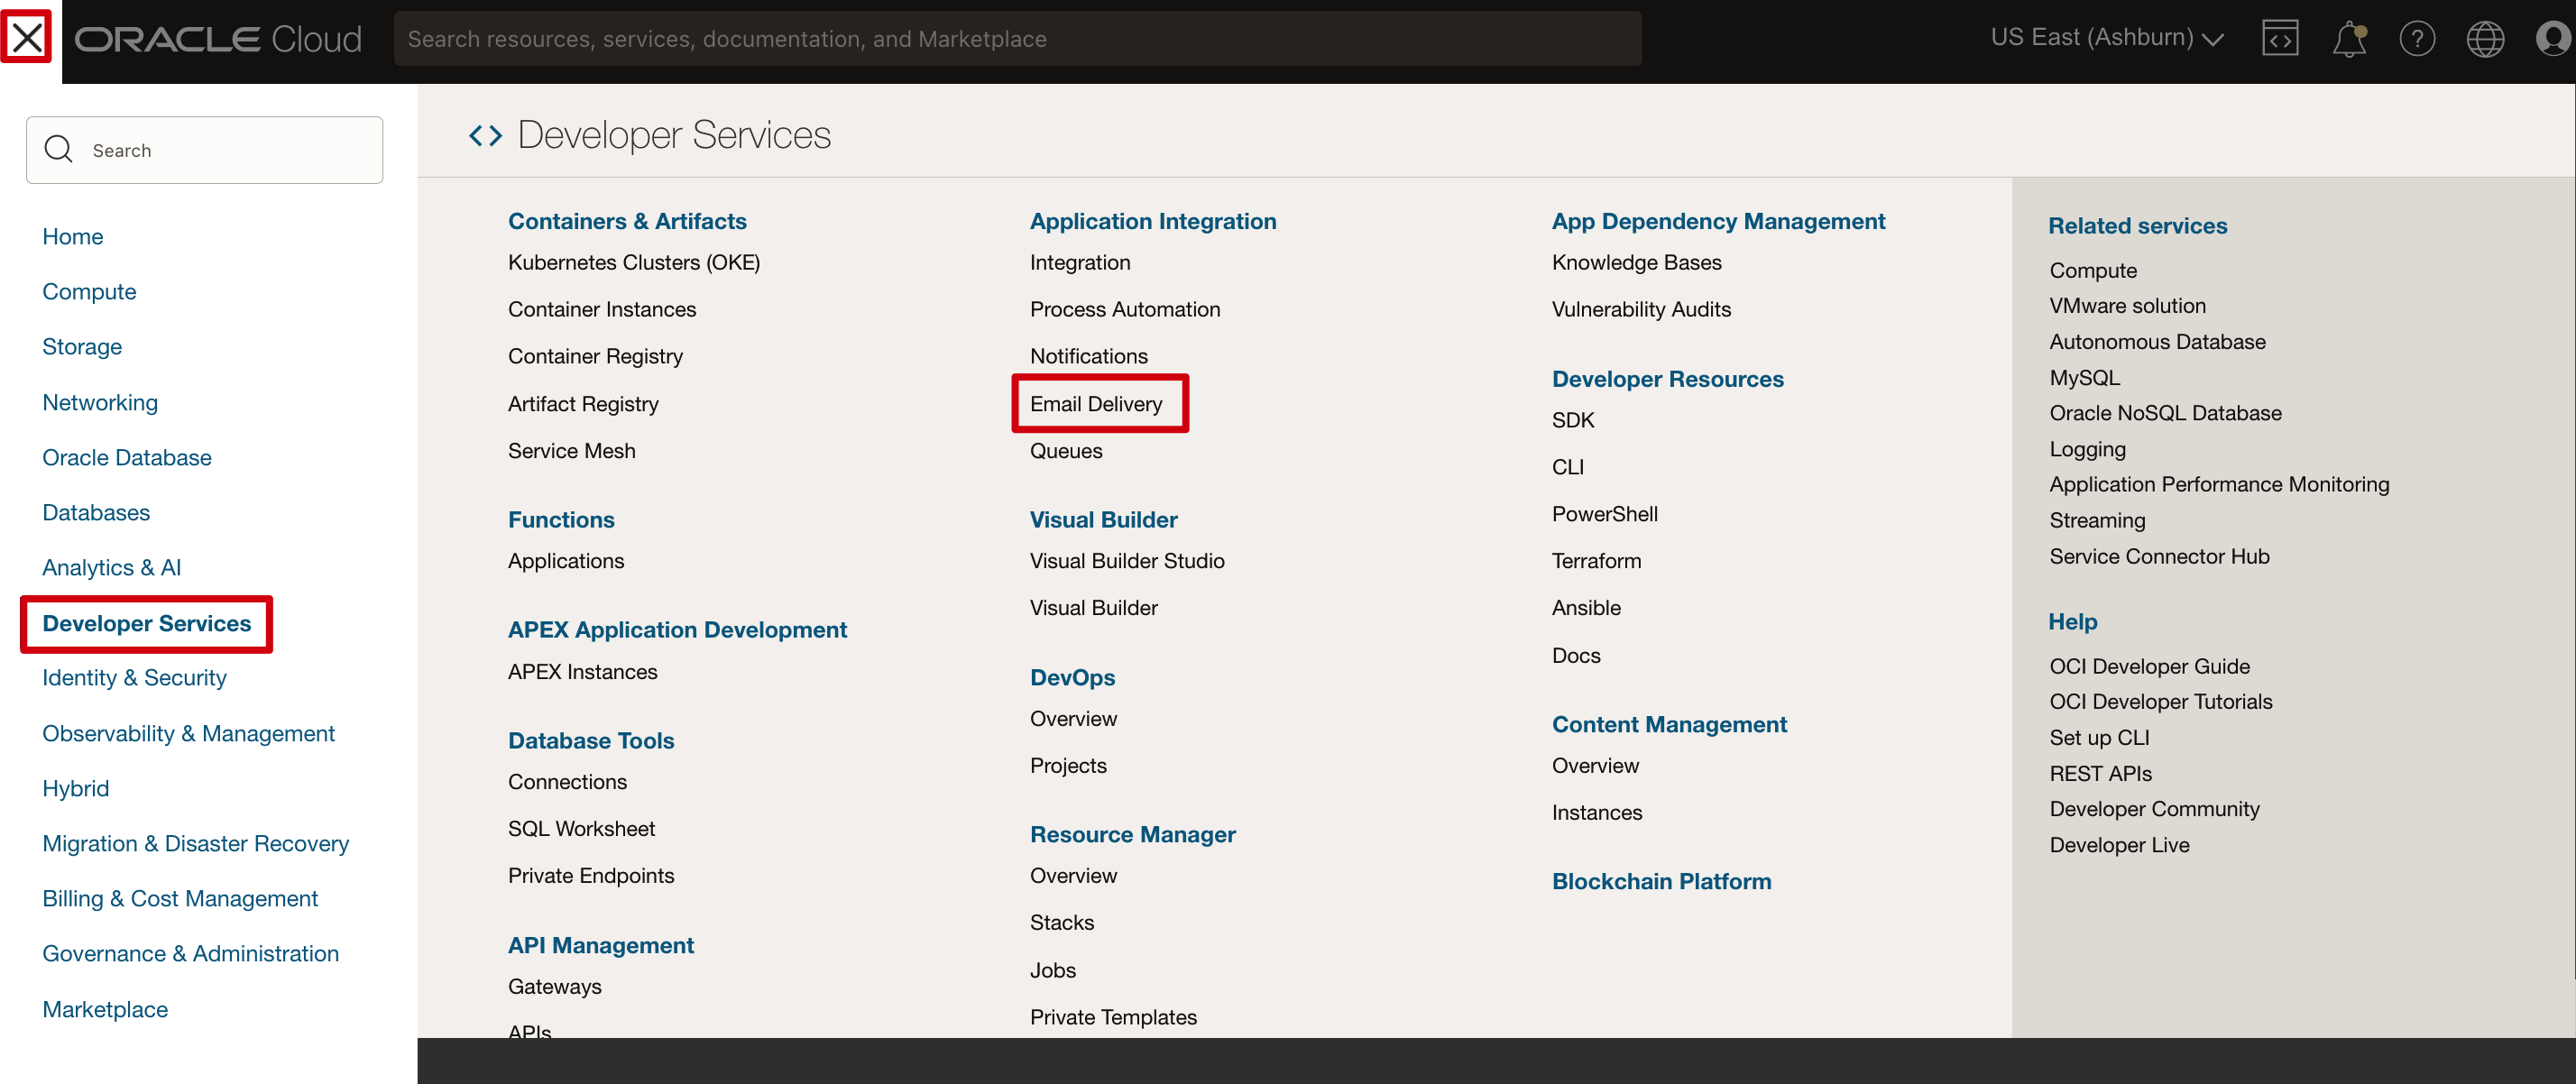 ORACLE Cloud
Search resources, services, documentation, and Marketplace
US East (Ashburn)
Search
Home
Compute
Storage
Networking
Oracle Database
Databases
Analytics & AI
Developer Services
Identity & Security
Observability & Management
Hybrid
Migration & Disaster Recovery
Billing & Cost Management
Governance & Administration
Marketplace
Developer Services
Containers & Artifacts
Kubernetes Clusters (OKE)
Container Instances
Container Registry
Artifact Registry
Service Mesh
Functions
Applications
APEX Application Development
APEX Instances
Database Tools
Connections
SQL Worksheet
Private Endpoints
API Management
Gateways
APIs
Application Integration
Integration
Process Automation
Notifications
Email Delivery
Queues
Visual Builder
Visual Builder Studio
Visual Builder
DevOps
Overview
Projects
Resource Manager
Overview
Stacks
Jobs
Private Templates
App Dependency Management
Knowledge Bases
Vulnerability Audits
Developer Resources
SDK
CLI
PowerShell
Terraform
Ansible
Docs
Content Management
Overview
Instances
Blockchain Platform
Related services
Compute
VMware solution
Autonomous Database
MySQL
Oracle NoSQL Database
Logging
Application Performance Monitoring
Streaming
Service Connector Hub
Help
OCI Developer Guide
OCI Developer Tutorials
Set up CLI
REST APIs
Developer Community
Developer Live